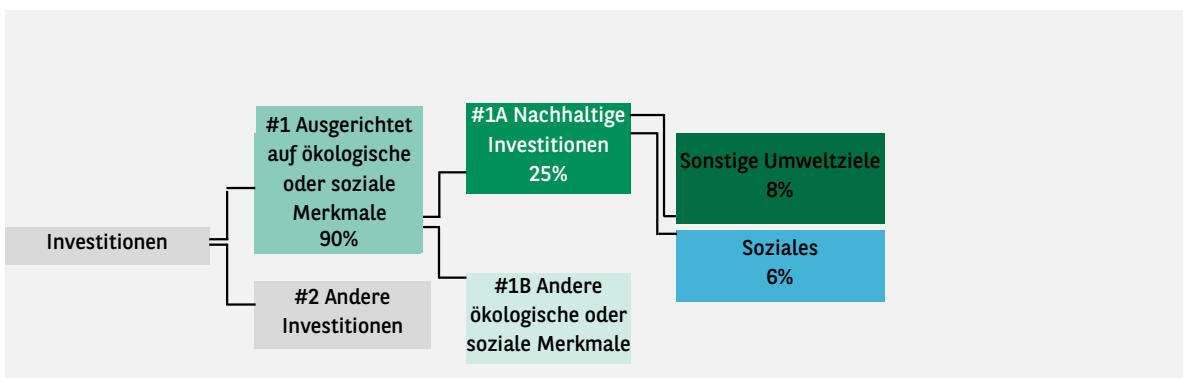 Investitionen
#1 Ausgerichtet
auf ökologische
oder soziale
Merkmale
90%
#2 Andere
Investitionen
#1A Nachhaltige
Investitionen
25%
#1B Andere
ökologische oder
soziale Merkmale
Sonstige Umweltziele
8%
Soziales
6%